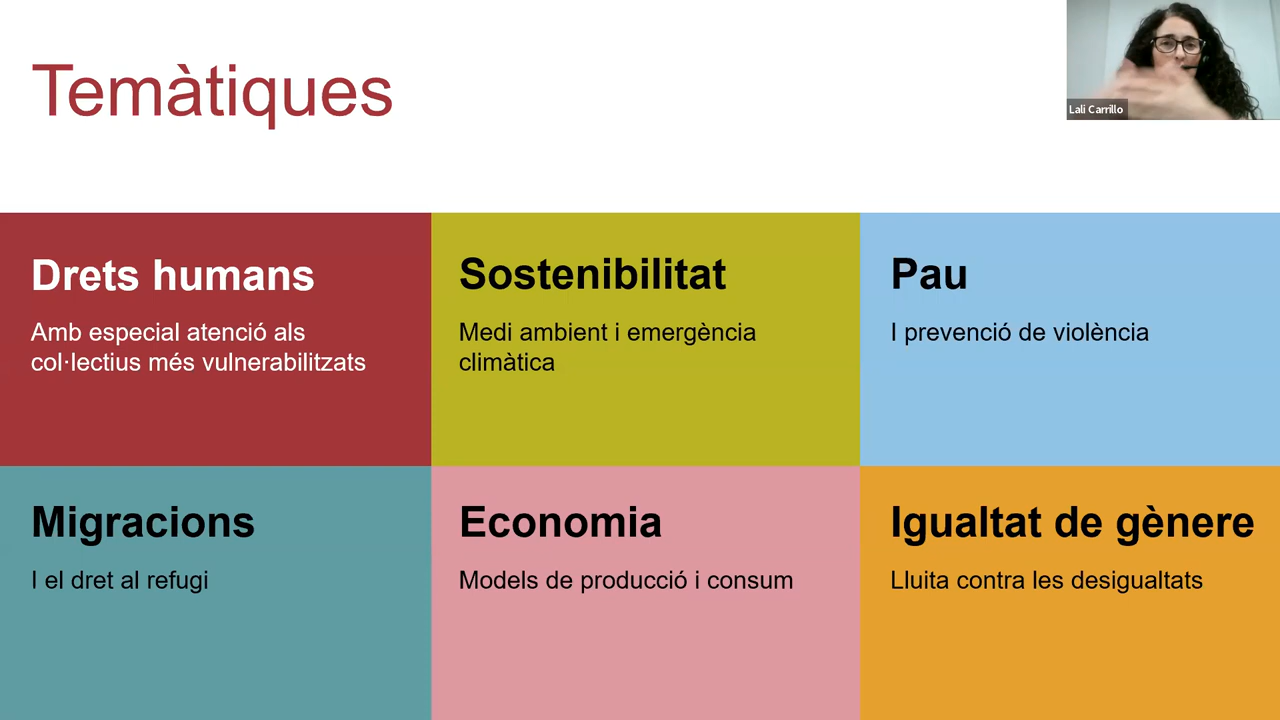 Temàtiques
Lali Carrillo
Drets humans
Amb especial atenció als
col·lectius més vulnerabilitzats
Sostenibilitat
Medi ambient i emergència
climàtica
Pau
I prevenció de violència
Migracions
I el dret al refugi
Economia
Models de producció i consum
Igualtat de gènere
Lluita contra les desigualtats